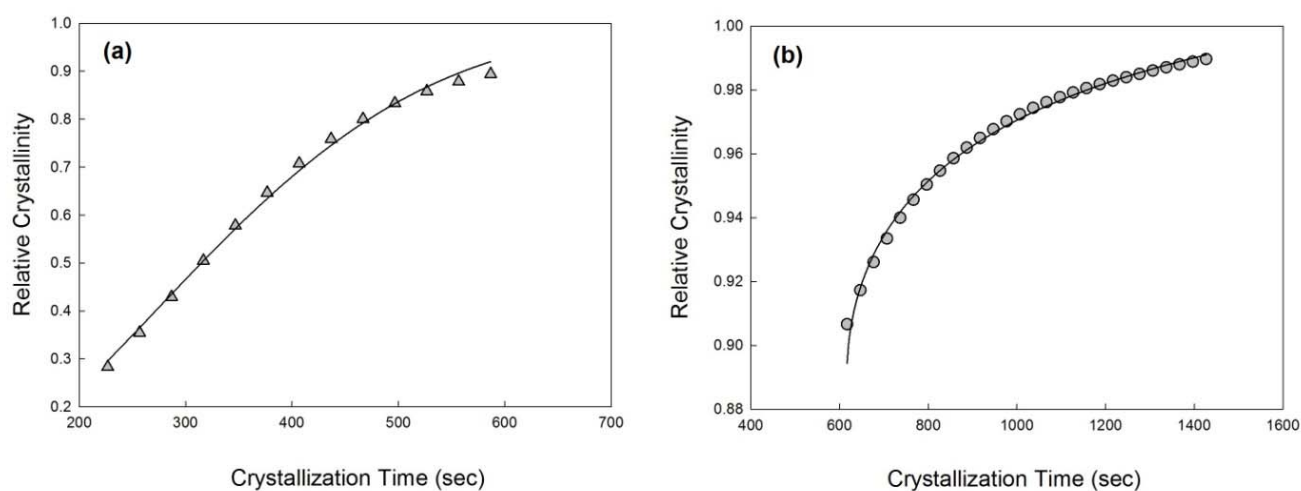 (a)
Relative Crystallinity
1.0
0.9
0.8
0.7
0.6
0.5
0.4
0.3
0.2
200 300 400 500 600 700
Crystallization Time (sec)
(b)
Relative Crystallinity
1.00
0.98
0.96
0.94
0.92
0.90
0.88
400 600 800 1000 1200 1400 1600
Crystallization Time (sec)